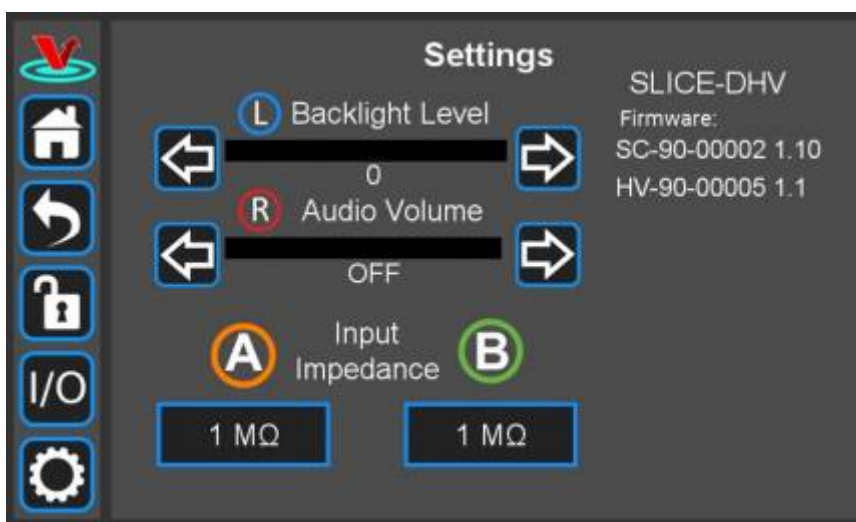 Settings
SLICE-DHV
Firmware:
SC-90-00002 1.10
HV-90-00005 1.1
L Backlight Level
0
R Audio Volume
OFF
A Input Impedance B
1 MΩ 1 MΩ
I/O